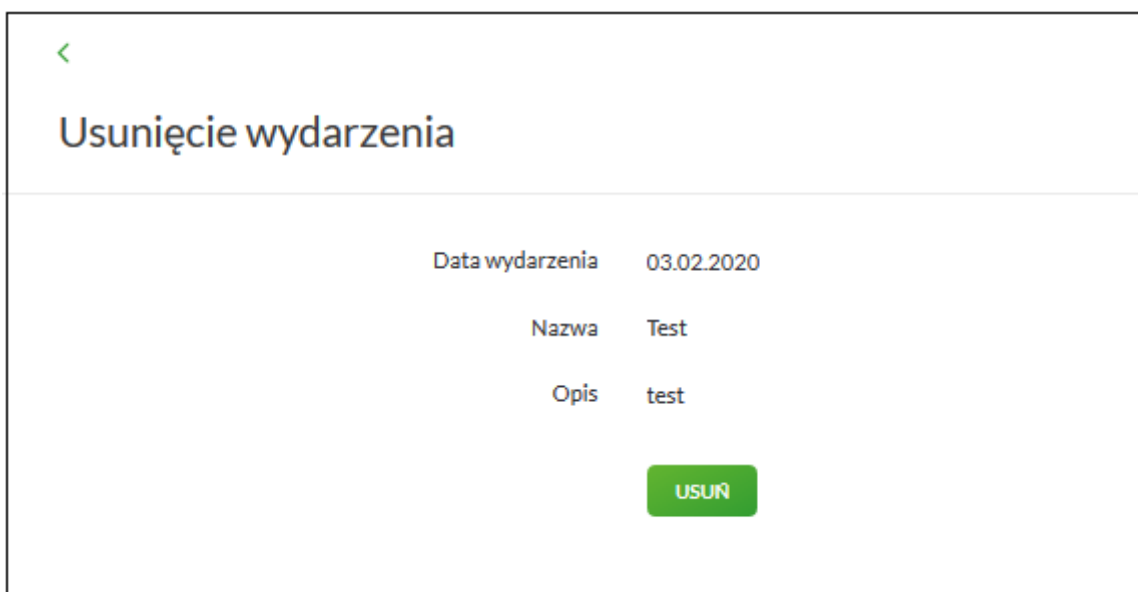 Usunięcie wydarzenia
Data wydarzenia 03.02.2020
Nazwa Test
Opis test
USUŃ